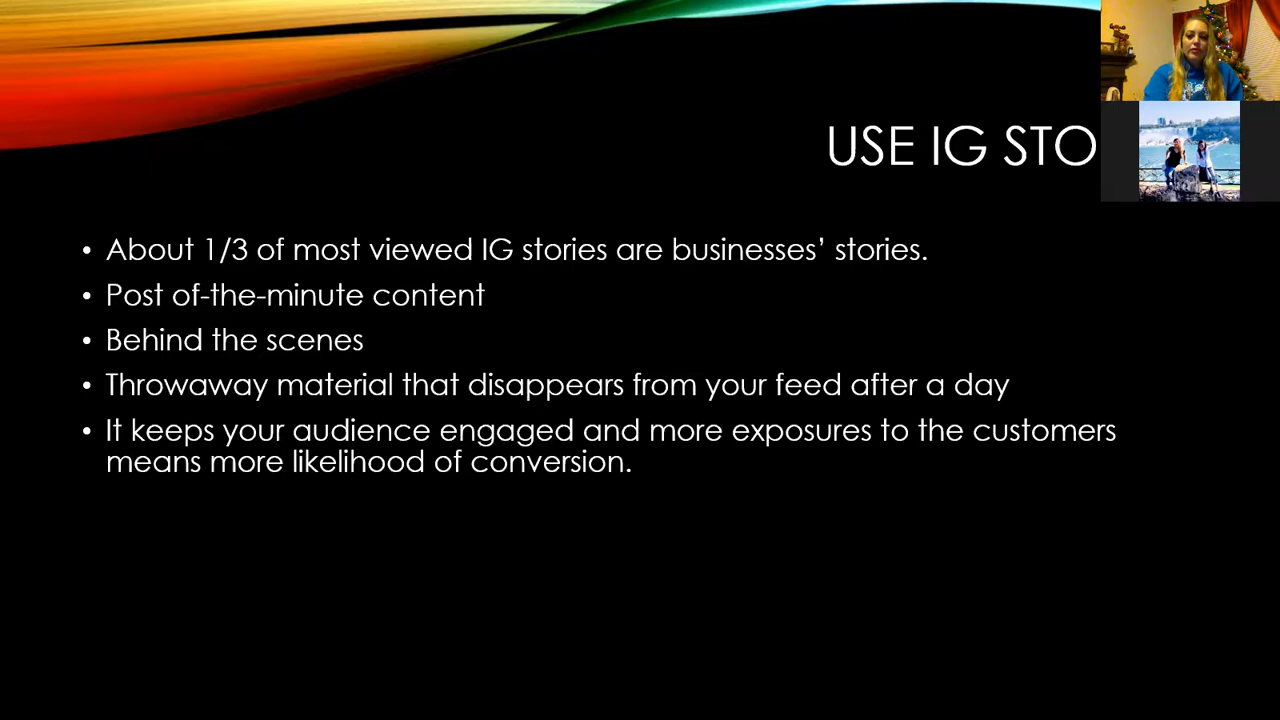 USE IG STO
• About 1/3 of most viewed IG stories are businesses’ stories.
• Post of-the-minute content
• Behind the scenes
• Throwaway material that disappears from your feed after a day
• It keeps your audience engaged and more exposures to the customers
means more likelihood of conversion.